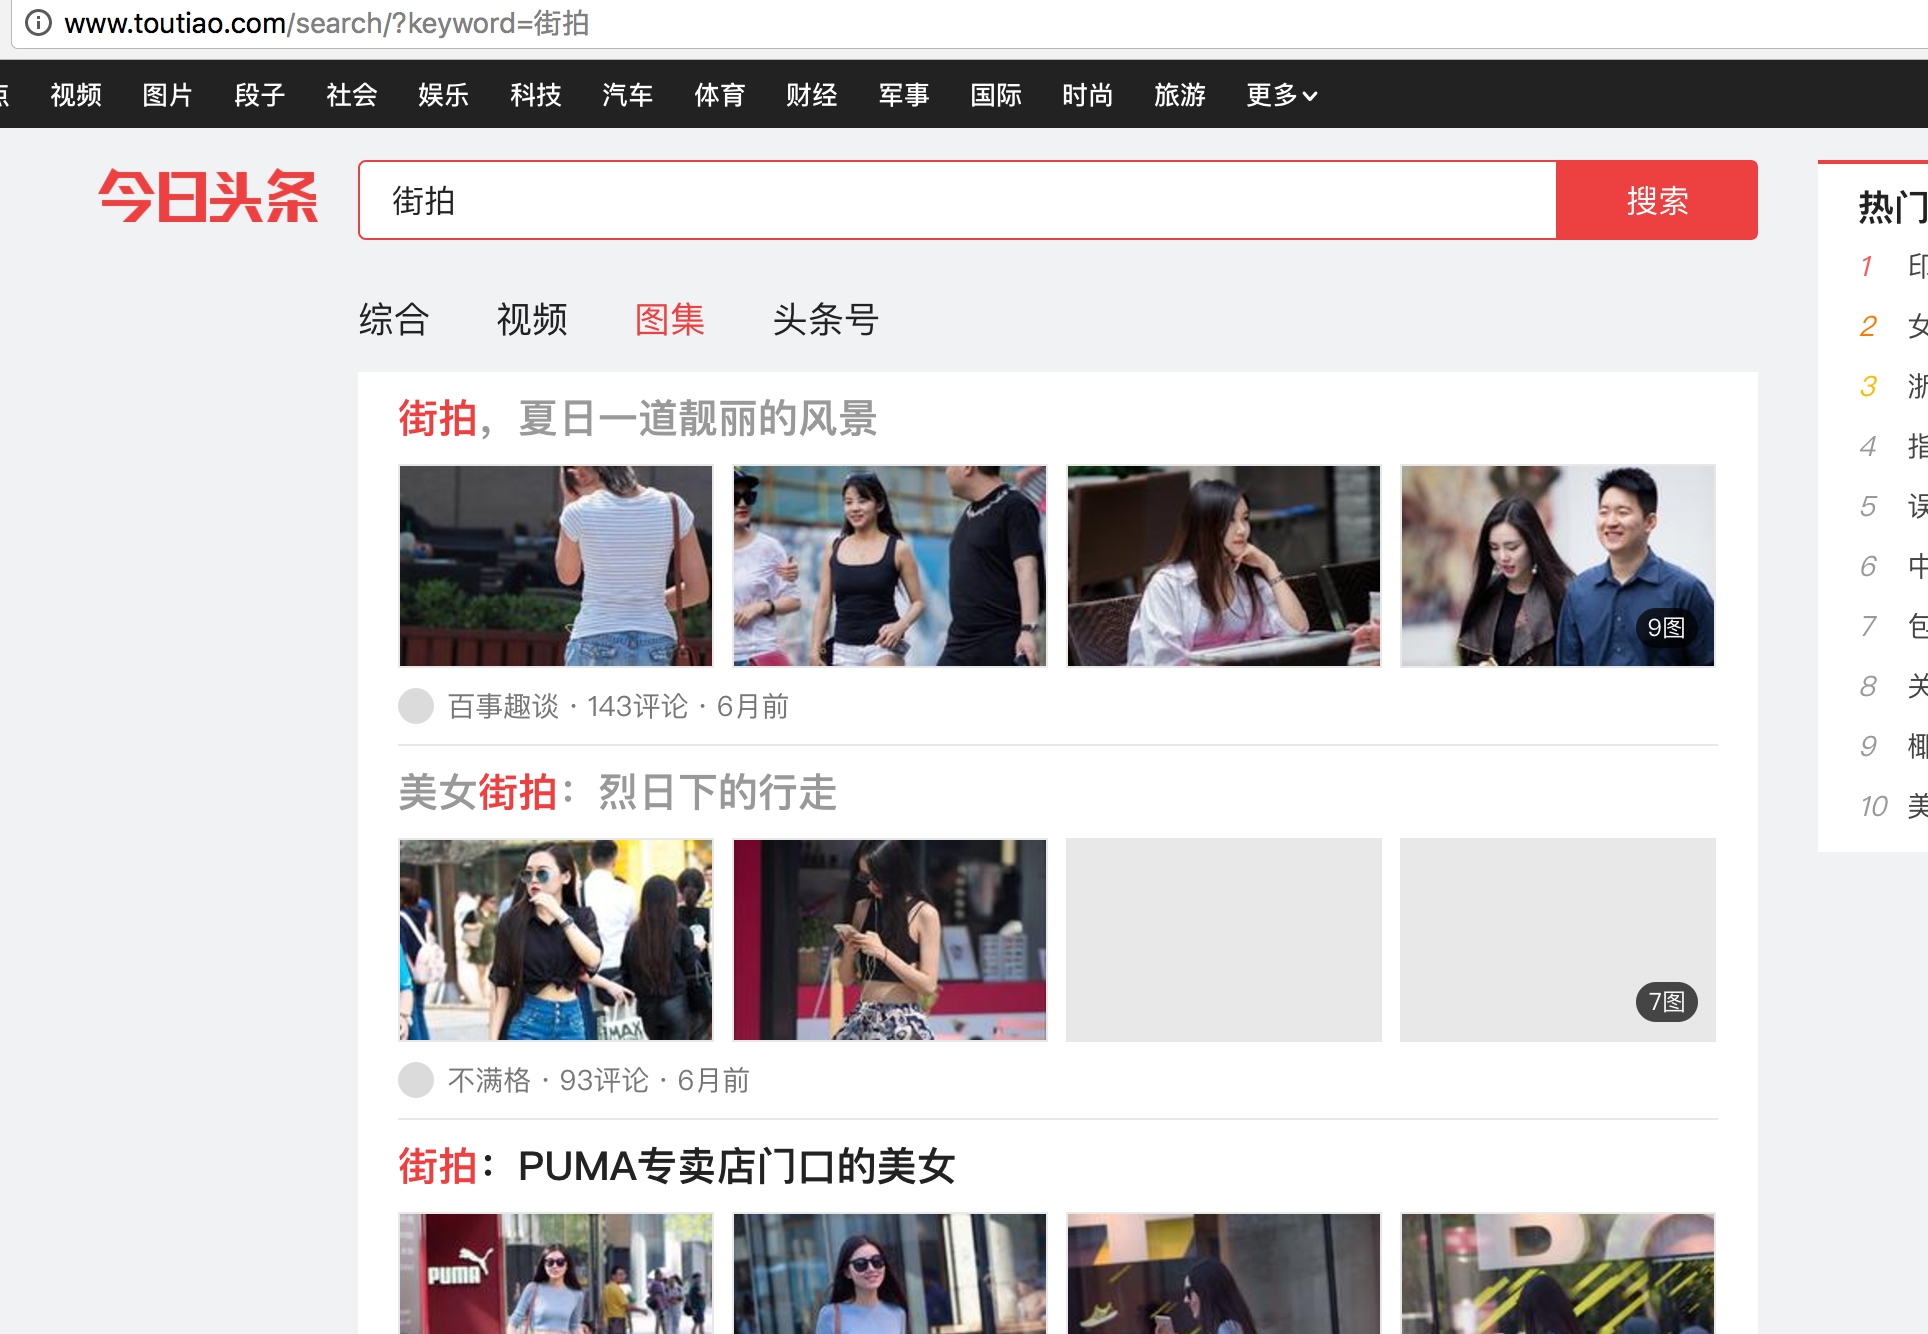 www.toutiao.com/search/?keyword=街拍
视频 图片 段子 社会 娱乐 科技 汽车 体育 财经 军事 国际 时尚 旅游 更多
今日头条
街拍
搜索
综合 视频 图集 头条号
街拍，夏日一道靓丽的风景
9图
百事趣谈 · 143评论 · 6月前
美女街拍：烈日下的行走
MAX
7图
不满格 · 93评论 · 6月前
街拍：PUMA专卖店门口的美女
PUMA
热门
1
2 女
3 浙
4 指
5 误
6 中
7 包
8 关
9 椰
10 美